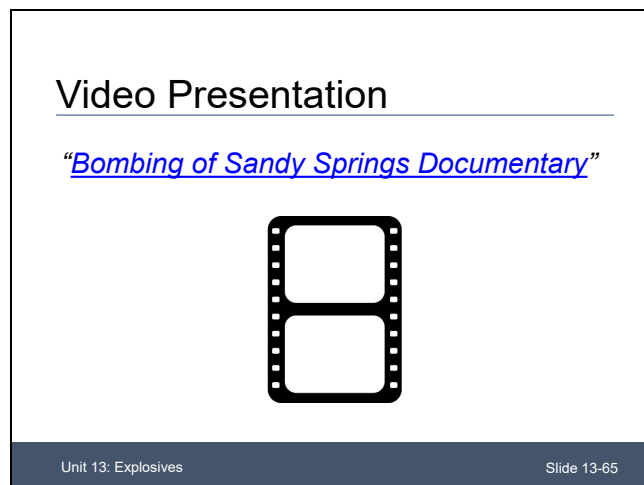 Video Presentation
“Bombing of Sandy Springs Documentary”
Unit 13: Explosives
Slide 13-65